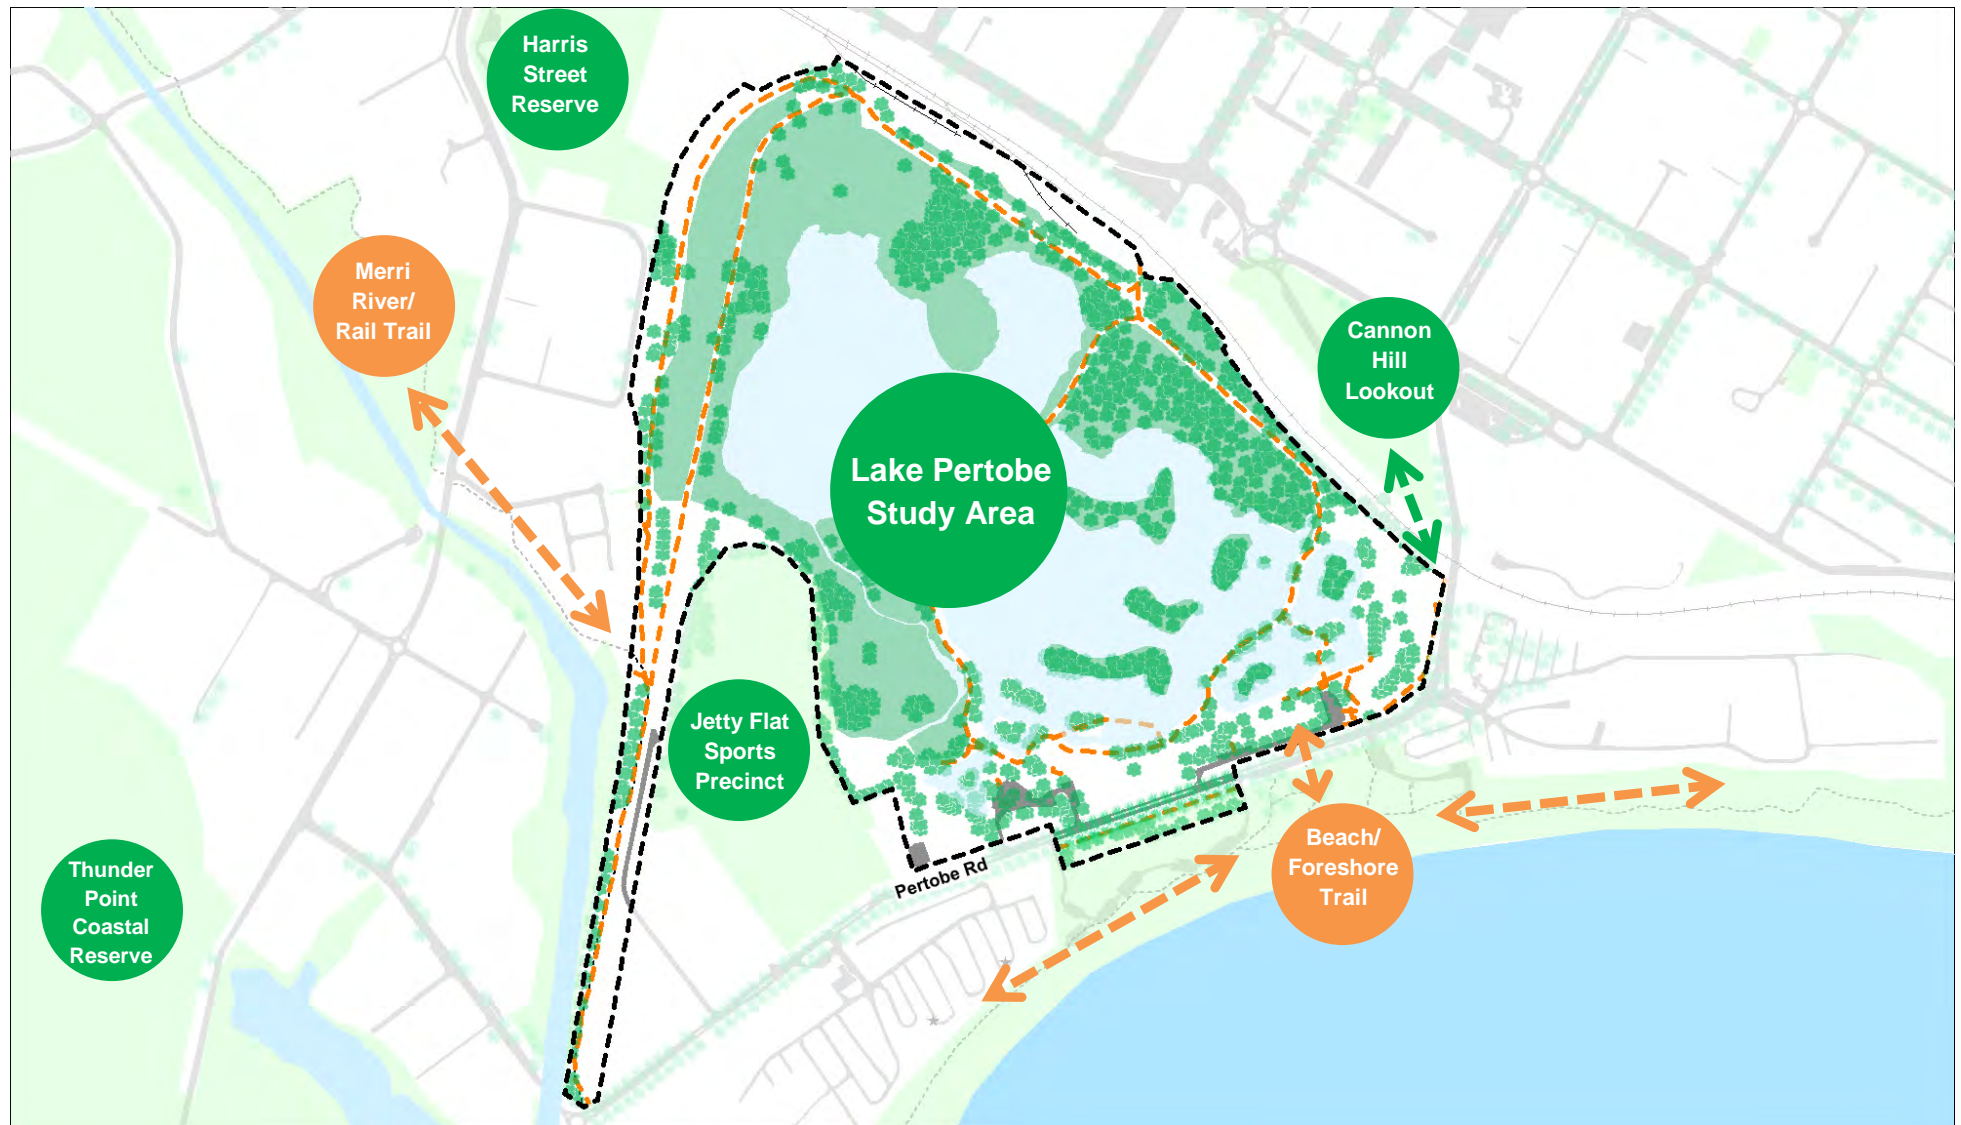 Harris
Street
Reserve
Merri
River/
Rail Trail
Cannon
Hill
Lookout
Lake Pertobe
Study Area
Jetty Flat
Sports
Precinct
Thunder
Point
Coastal
Reserve
Pertobe Rd
Beach/
Foreshore
Trail